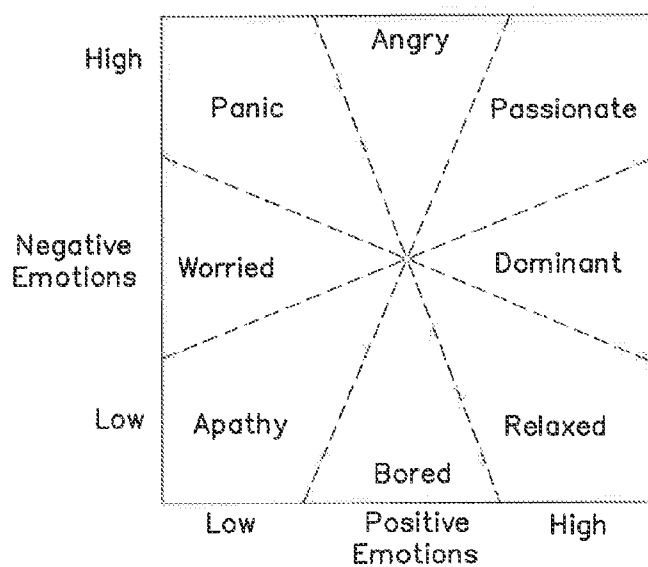 Angry
High
Panic
Passionate
Negative
Emotions
Worried
Dominant
Low
Apathy
Relaxed
Bored
Low
Positive
Emotions
High